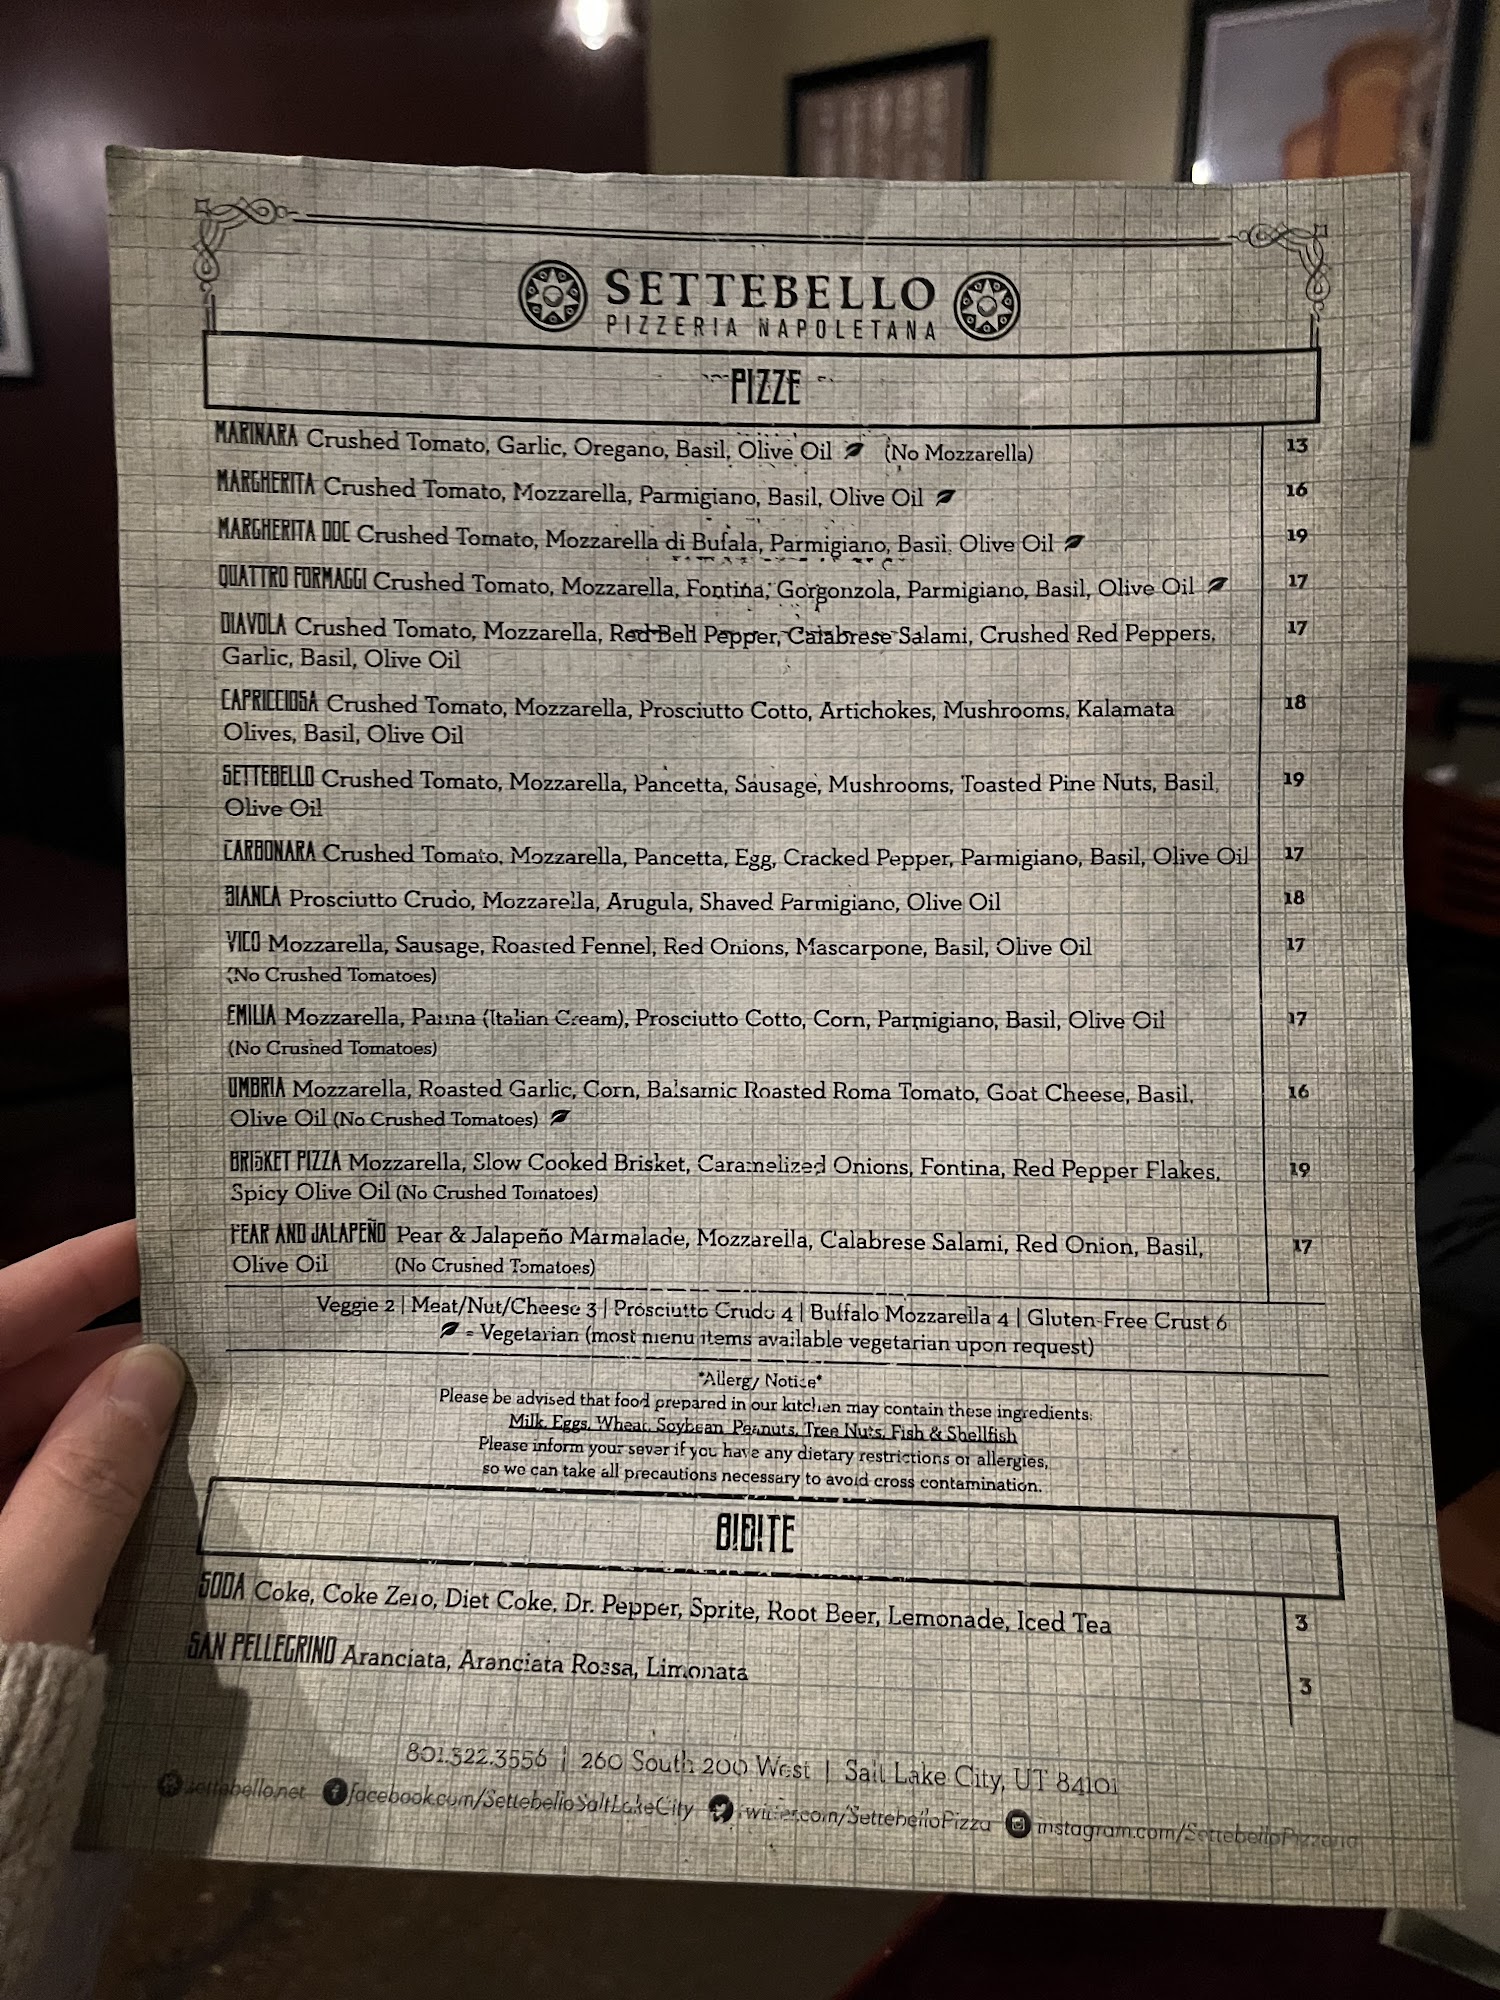 SETTEBELLO
PIZZERIA NAPOLETANA
PIZZE
MARINARA Crushed Tomato, Garlic, Oregano, Basil, Olive Oil (No Mozzarella) 13
MARGHERITA Crushed Tomato, Mozzarella, Parmigiano, Basil, Olive Oil 16
MARGHERITA DOC Crushed Tomato, Mozzarella di Bufala, Parmigiano, Basil, Olive Oil 19
QUATTRO FORMAGGI Crushed Tomato, Mozzarella, Fontina, Gorgonzola, Parmigiano, Basil, Olive Oil 17
DIAVOLA Crushed Tomato, Mozzarella, Red Bell Pepper, Calabrese Salami, Crushed Red Peppers, 17
Garlic, Basil, Olive Oil
CAPRICCIOSA Crushed Tomato, Mozzarella, Prosciutto Cotto, Artichokes, Mushrooms, Kalamata 18
Olives, Basil, Olive Oil
SETTEBELLO Crushed Tomato, Mozzarella, Pancetta, Sausage, Mushrooms, Toasted Pine Nuts, Basil, 19
Olive Oil
CARBONARA Crushed Tomato, Mozzarella, Pancetta, Egg, Cracked Pepper, Parmigiano, Basil, Olive Oil 17
BIANCA Prosciutto Crudo, Mozzarella, Arugula, Shaved Parmigiano, Olive Oil 18
VICO Mozzarella, Sausage, Roasted Fennel, Red Onions, Mascarpone, Basil, Olive Oil 17
(No Crushed Tomatoes)
EMILIA Mozzarella, Panna (Italian Cream), Prosciutto Cotto, Corn, Parmigiano, Basil, Olive Oil 17
(No Crushed Tomatoes)
UMBRIA Mozzarella, Roasted Garlic, Corn, Balsamic Roasted Roma Tomato, Goat Cheese, Basil, 16
Olive Oil (No Crushed Tomatoes)
BRISKET PIZZA Mozzarella, Slow Cooked Brisket, Caramelized Onions, Fontina, Red Pepper Flakes, 19
Spicy Olive Oil (No Crushed Tomatoes)
PEAR AND JALAPEÑO Pear & Jalapeño Marmalade, Mozzarella, Calabrese Salami, Red Onion, Basil, 17
Olive Oil (No Crushed Tomatoes)
Veggie 2 | Meat/Nut/Cheese 3 | Prosciutto Crudo 4 | Buffalo Mozzarella 4 | Gluten-Free Crust 6
= Vegetarian (most menu items available vegetarian upon request)
*Allergy Notice*
Please be advised that food prepared in our kitchen may contain these ingredients:
Milk, Eggs, Wheat, Soybean, Peanuts, Tree Nuts, Fish & Shellfish
Please inform your sever if you have any dietary restrictions or allergies,
so we can take all precautions necessary to avoid cross contamination.
BIBITE
SODA Coke, Coke Zero, Diet Coke, Dr. Pepper, Sprite, Root Beer, Lemonade, Iced Tea 3
SAN PELLEGRINO Aranciata, Aranciata Rossa, Limonata 3
801.322.3556 | 260 South 200 West | Salt Lake City, UT 84101
settebello.net facebook.com/SettebelloSaltLakeCity twitter.com/SettebelloPizza instagram.com/SettebelloPizzeria